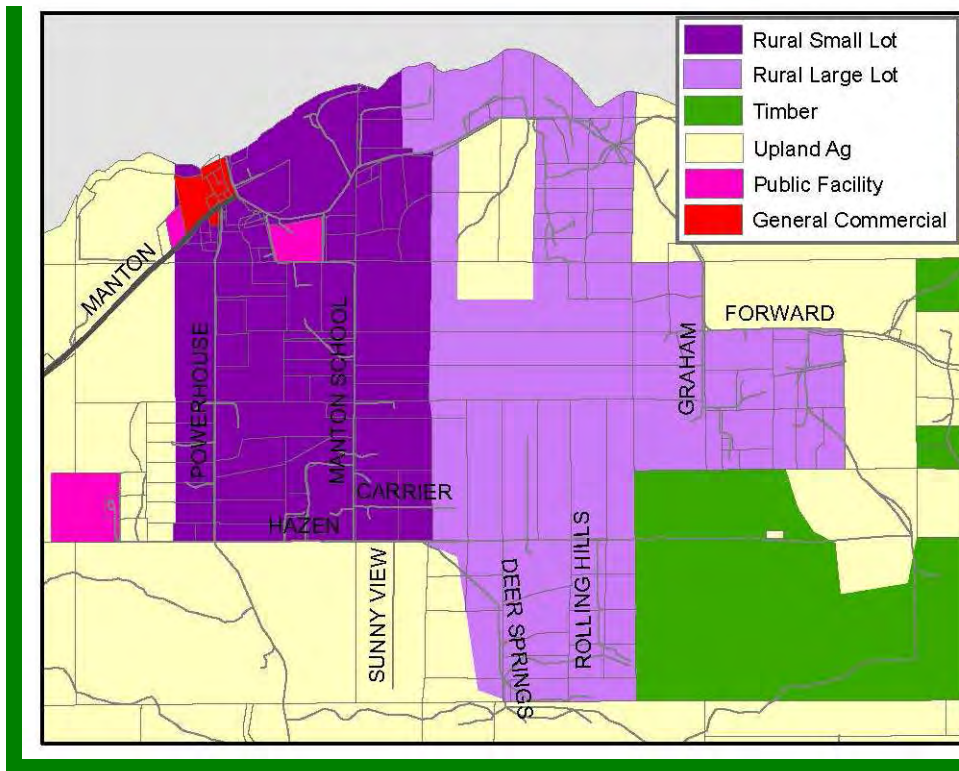 Rural Small Lot
Rural Large Lot
Timber
Upland Ag
Public Facility
General Commercial
MANTON
POWERHOUSE
MANTON SCHOOL
FORWARD
GRAHAM
CARRIER
HAZEN
SUNNY VIEW
DEER SPRINGS
ROLLING HILLS